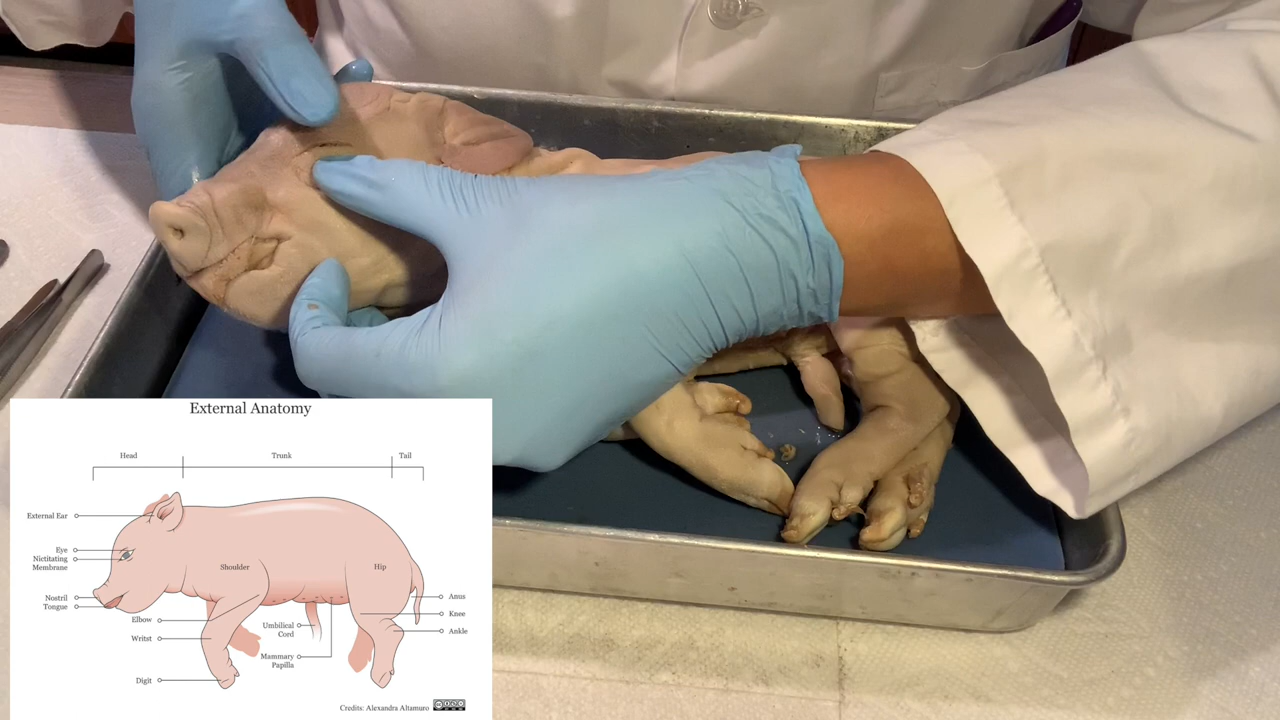 External Anatomy
Head
Trunk
Tail
External Ear
Eye
Nictitating
Membrane
Shoulder
Hip
Nostril
Tongue
Anus
Elbow
Knee
Umbilical
Cord
Ankle
Writst
Mammary
Papilla
Digit
Credits: Alexandra Altamuro